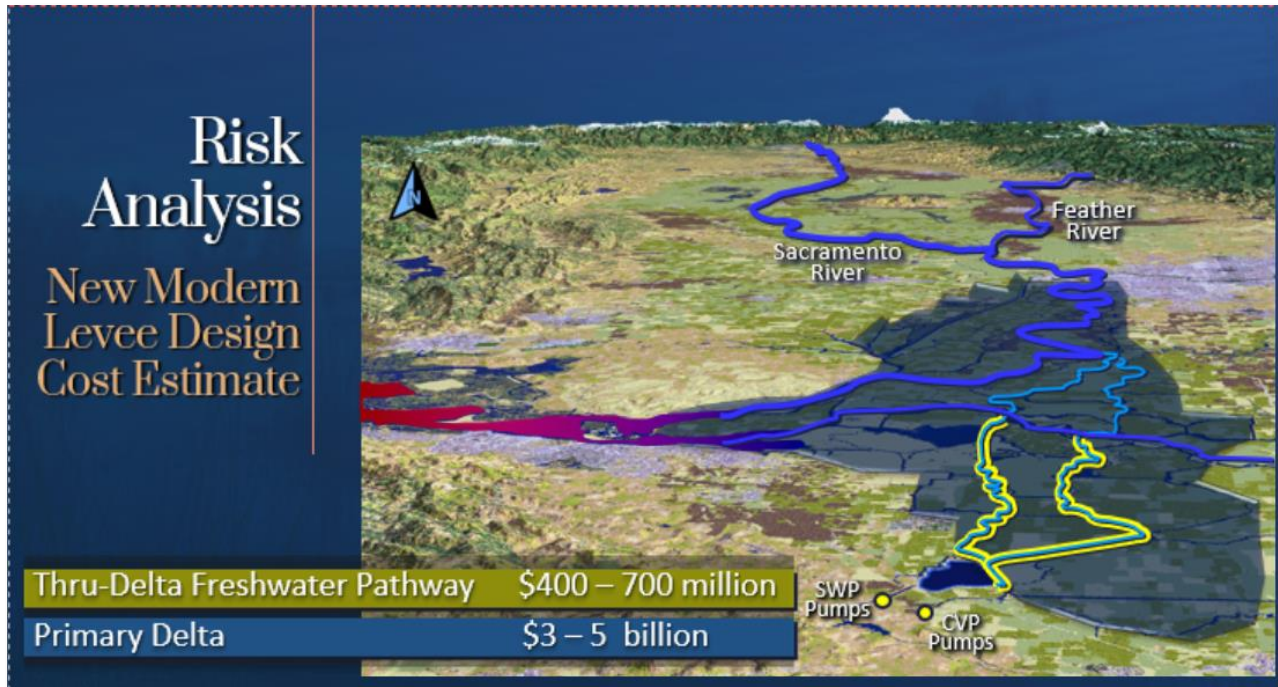 Risk
Analysis
New Modern
Levee Design
Cost Estimate
N
Feather
River
Sacramento
River
SWP
Pumps
CVP
Pumps
Thru-Delta Freshwater Pathway $400 – 700 million
Primary Delta $3 – 5 billion